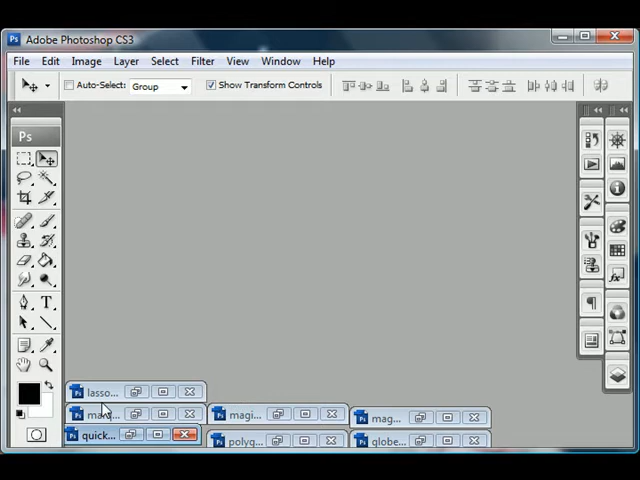 Adobe Photoshop CS3
File Edit Image Layer Select Filter View Window Help
Auto-Select: Group Show Transform Controls
Ps
T
lasso...
magi... mag...
quick... polyg... globe...